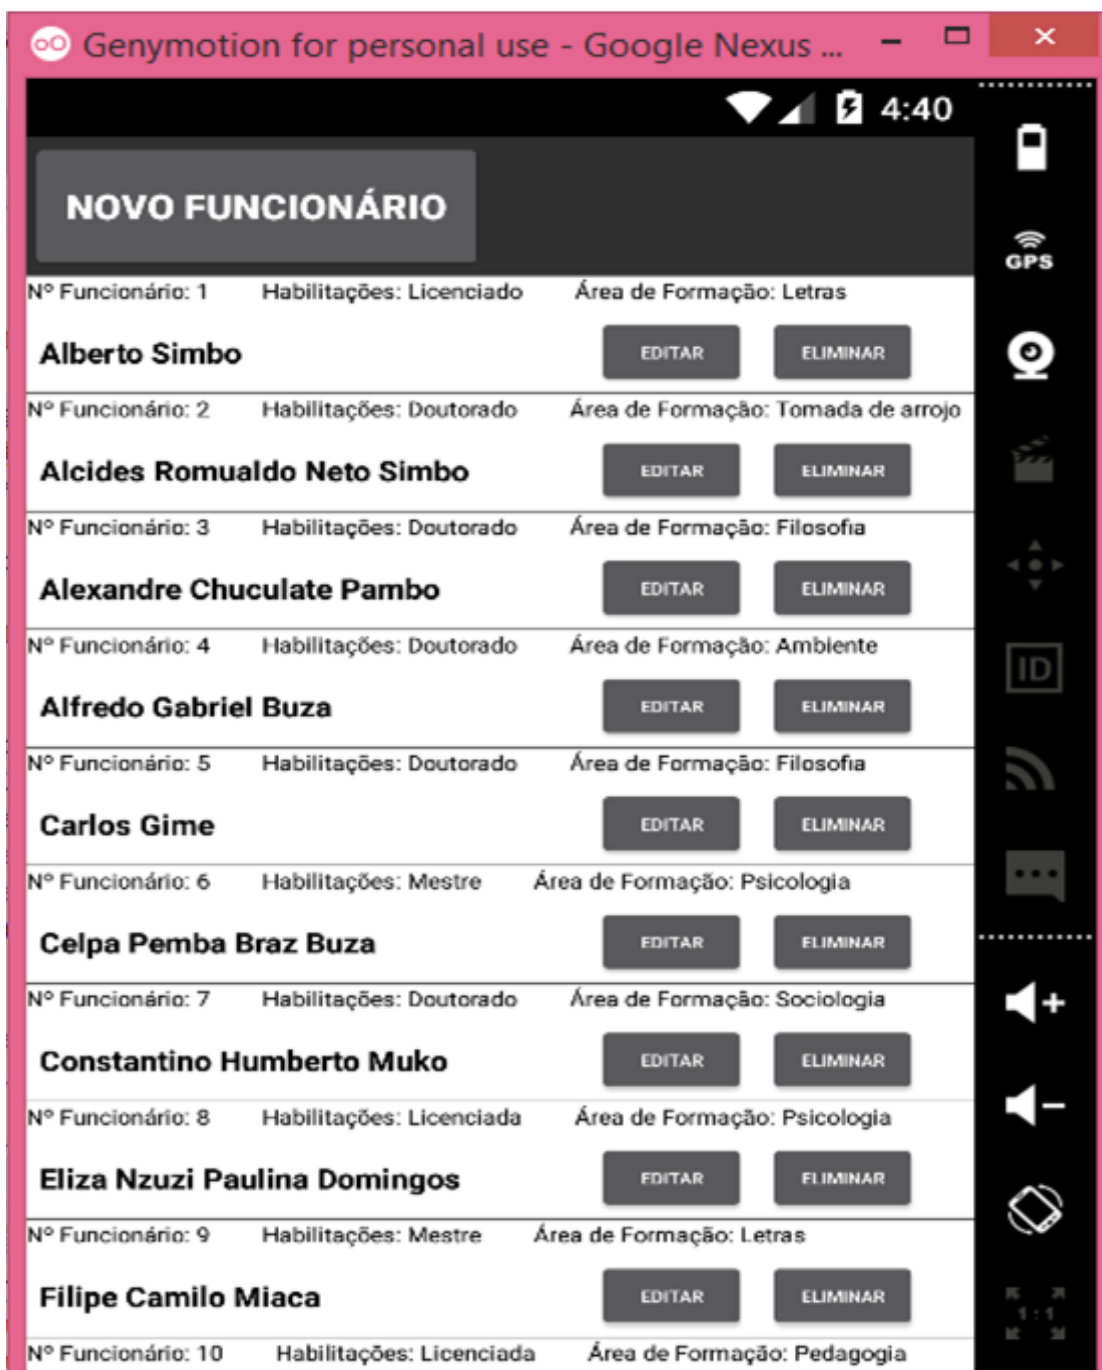 Genymotion for personal use - Google Nexus ...
4:40
NOVO FUNCIONÁRIO
GPS
Nº Funcionário: 1 Habilitações: Licenciado Área de Formação: Letras
Alberto Simbo EDITAR ELIMINAR
Nº Funcionário: 2 Habilitações: Doutorado Área de Formação: Tomada de arrojo
Alcides Romualdo Neto Simbo EDITAR ELIMINAR
Nº Funcionário: 3 Habilitações: Doutorado Área de Formação: Filosofia
Alexandre Chuculate Pambo EDITAR ELIMINAR
Nº Funcionário: 4 Habilitações: Doutorado Área de Formação: Ambiente
ID
Alfredo Gabriel Buza EDITAR ELIMINAR
Nº Funcionário: 5 Habilitações: Doutorado Área de Formação: Filosofia
Carlos Gime EDITAR ELIMINAR
Nº Funcionário: 6 Habilitações: Mestre Área de Formação: Psicologia
Celpa Pemba Braz Buza EDITAR ELIMINAR
Nº Funcionário: 7 Habilitações: Doutorado Área de Formação: Sociologia
Constantino Humberto Muko EDITAR ELIMINAR
Nº Funcionário: 8 Habilitações: Licenciada Área de Formação: Psicologia
Eliza Nzuzi Paulina Domingos EDITAR ELIMINAR
Nº Funcionário: 9 Habilitações: Mestre Área de Formação: Letras
Filipe Camilo Miaca EDITAR ELIMINAR
1:1
Nº Funcionário: 10 Habilitações: Licenciada Área de Formação: Pedagogia